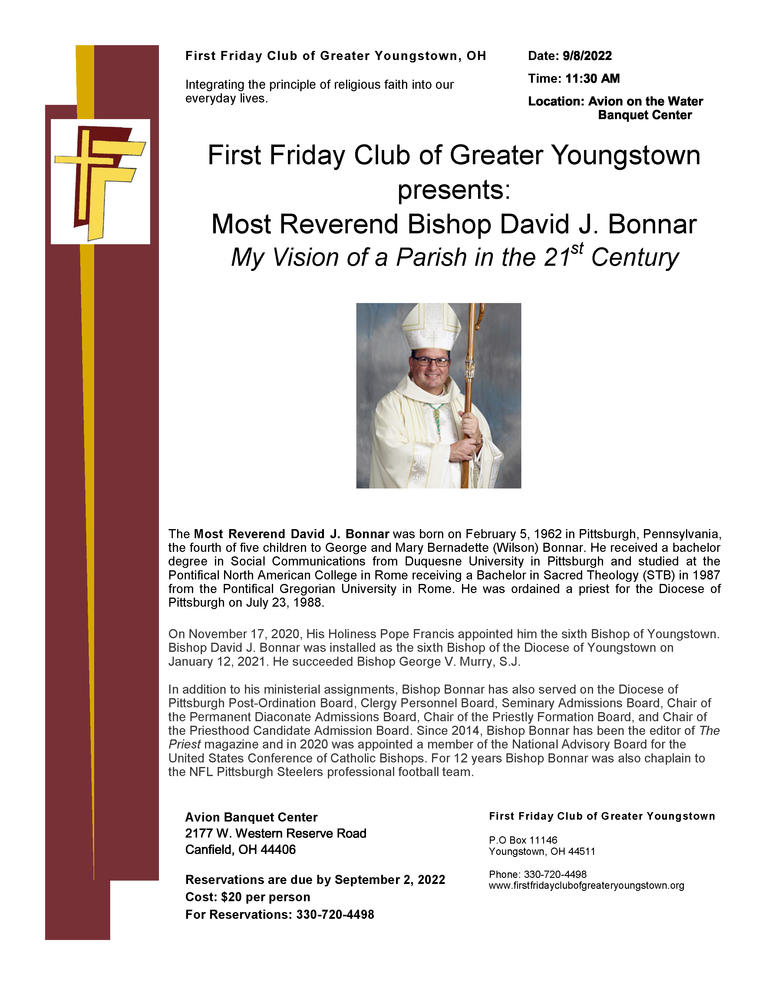 First Friday Club of Greater Youngstown, OH
Integrating the principle of religious faith into our
everyday lives.
Date: 9/8/2022
Time: 11:30 AM
Location: Avion on the Water
Banquet Center
First Friday Club of Greater Youngstown
presents:
Most Reverend Bishop David J. Bonnar
My Vision of a Parish in the 21st Century
The Most Reverend David J. Bonnar was born on February 5, 1962 in Pittsburgh, Pennsylvania,
the fourth of five children to George and Mary Bernadette (Wilson) Bonnar. He received a bachelor
degree in Social Communications from Duquesne University in Pittsburgh and studied at the
Pontifical North American College in Rome receiving a Bachelor in Sacred Theology (STB) in 1987
from the Pontifical Gregorian University in Rome. He was ordained a priest for the Diocese of
Pittsburgh on July 23, 1988.
On November 17, 2020, His Holiness Pope Francis appointed him the sixth Bishop of Youngstown.
Bishop David J. Bonnar was installed as the sixth Bishop of the Diocese of Youngstown on
January 12, 2021. He succeeded Bishop George V. Murry, S.J.
In addition to his ministerial assignments, Bishop Bonnar has also served on the Diocese of
Pittsburgh Post-Ordination Board, Clergy Personnel Board, Seminary Admissions Board, Chair of
the Permanent Diaconate Admissions Board, Chair of the Priestly Formation Board, and Chair of
the Priesthood Candidate Admission Board. Since 2014, Bishop Bonnar has been the editor of The
Priest magazine and in 2020 was appointed a member of the National Advisory Board for the
United States Conference of Catholic Bishops. For 12 years Bishop Bonnar was also chaplain to
the NFL Pittsburgh Steelers professional football team.
Avion Banquet Center
2177 W. Western Reserve Road
Canfield, OH 44406
Reservations are due by September 2, 2022
Cost: $20 per person
For Reservations: 330-720-4498
First Friday Club of Greater Youngstown
P.O Box 11146
Youngstown, OH 44511
Phone: 330-720-4498
www.firstfridayclubofgreateryoungstown.org